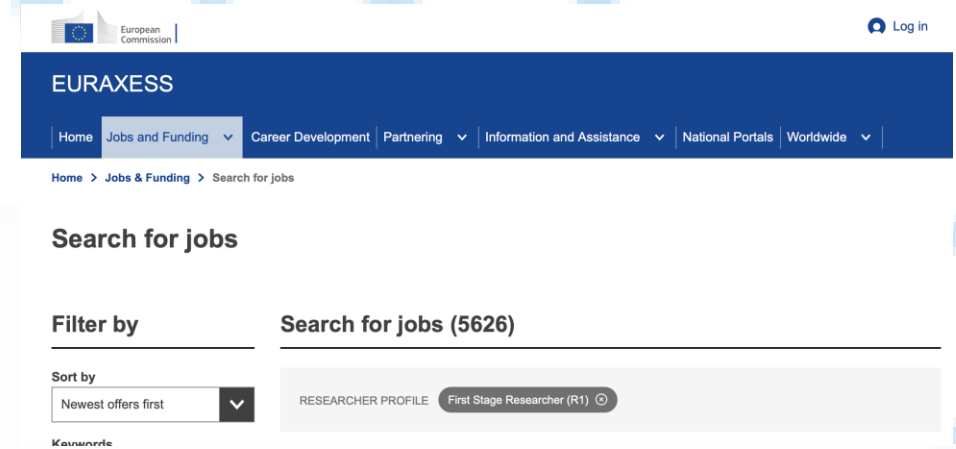 European
Commission
Log in
EURAXESS
Home Jobs and Funding Career Development Partnering Information and Assistance National Portals Worldwide
Home > Jobs & Funding > Search for jobs
Search for jobs
Filter by
Search for jobs (5626)
Sort by
Newest offers first
RESEARCHER PROFILE First Stage Researcher (R1)
Keywords